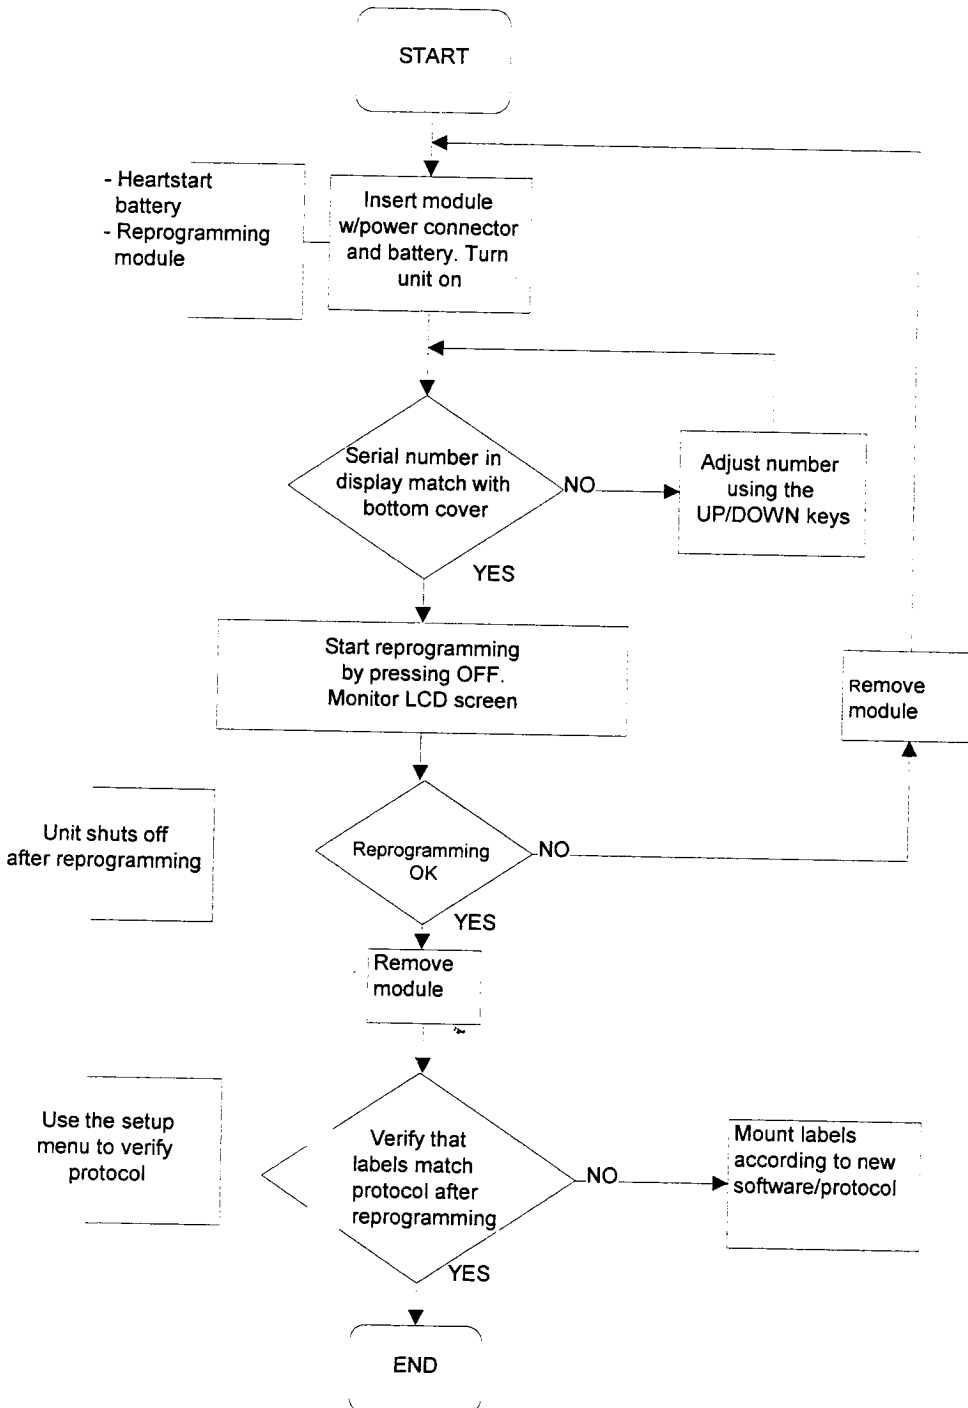 START
- Heartstart
battery
- Reprogramming
module
Insert module
w/power connector
and battery. Turn
unit on
Serial number in
display match with
bottom cover
NO
Adjust number
using the
UP/DOWN keys
YES
Start reprogramming
by pressing OFF.
Monitor LCD screen
Remove
module
Unit shuts off
after reprogramming
Reprogramming
OK
NO
YES
Remove
module
Use the setup
menu to verify
protocol
Verify that
labels match
protocol after
reprogramming
NO
Mount labels
according to new
software/protocol
YES
END